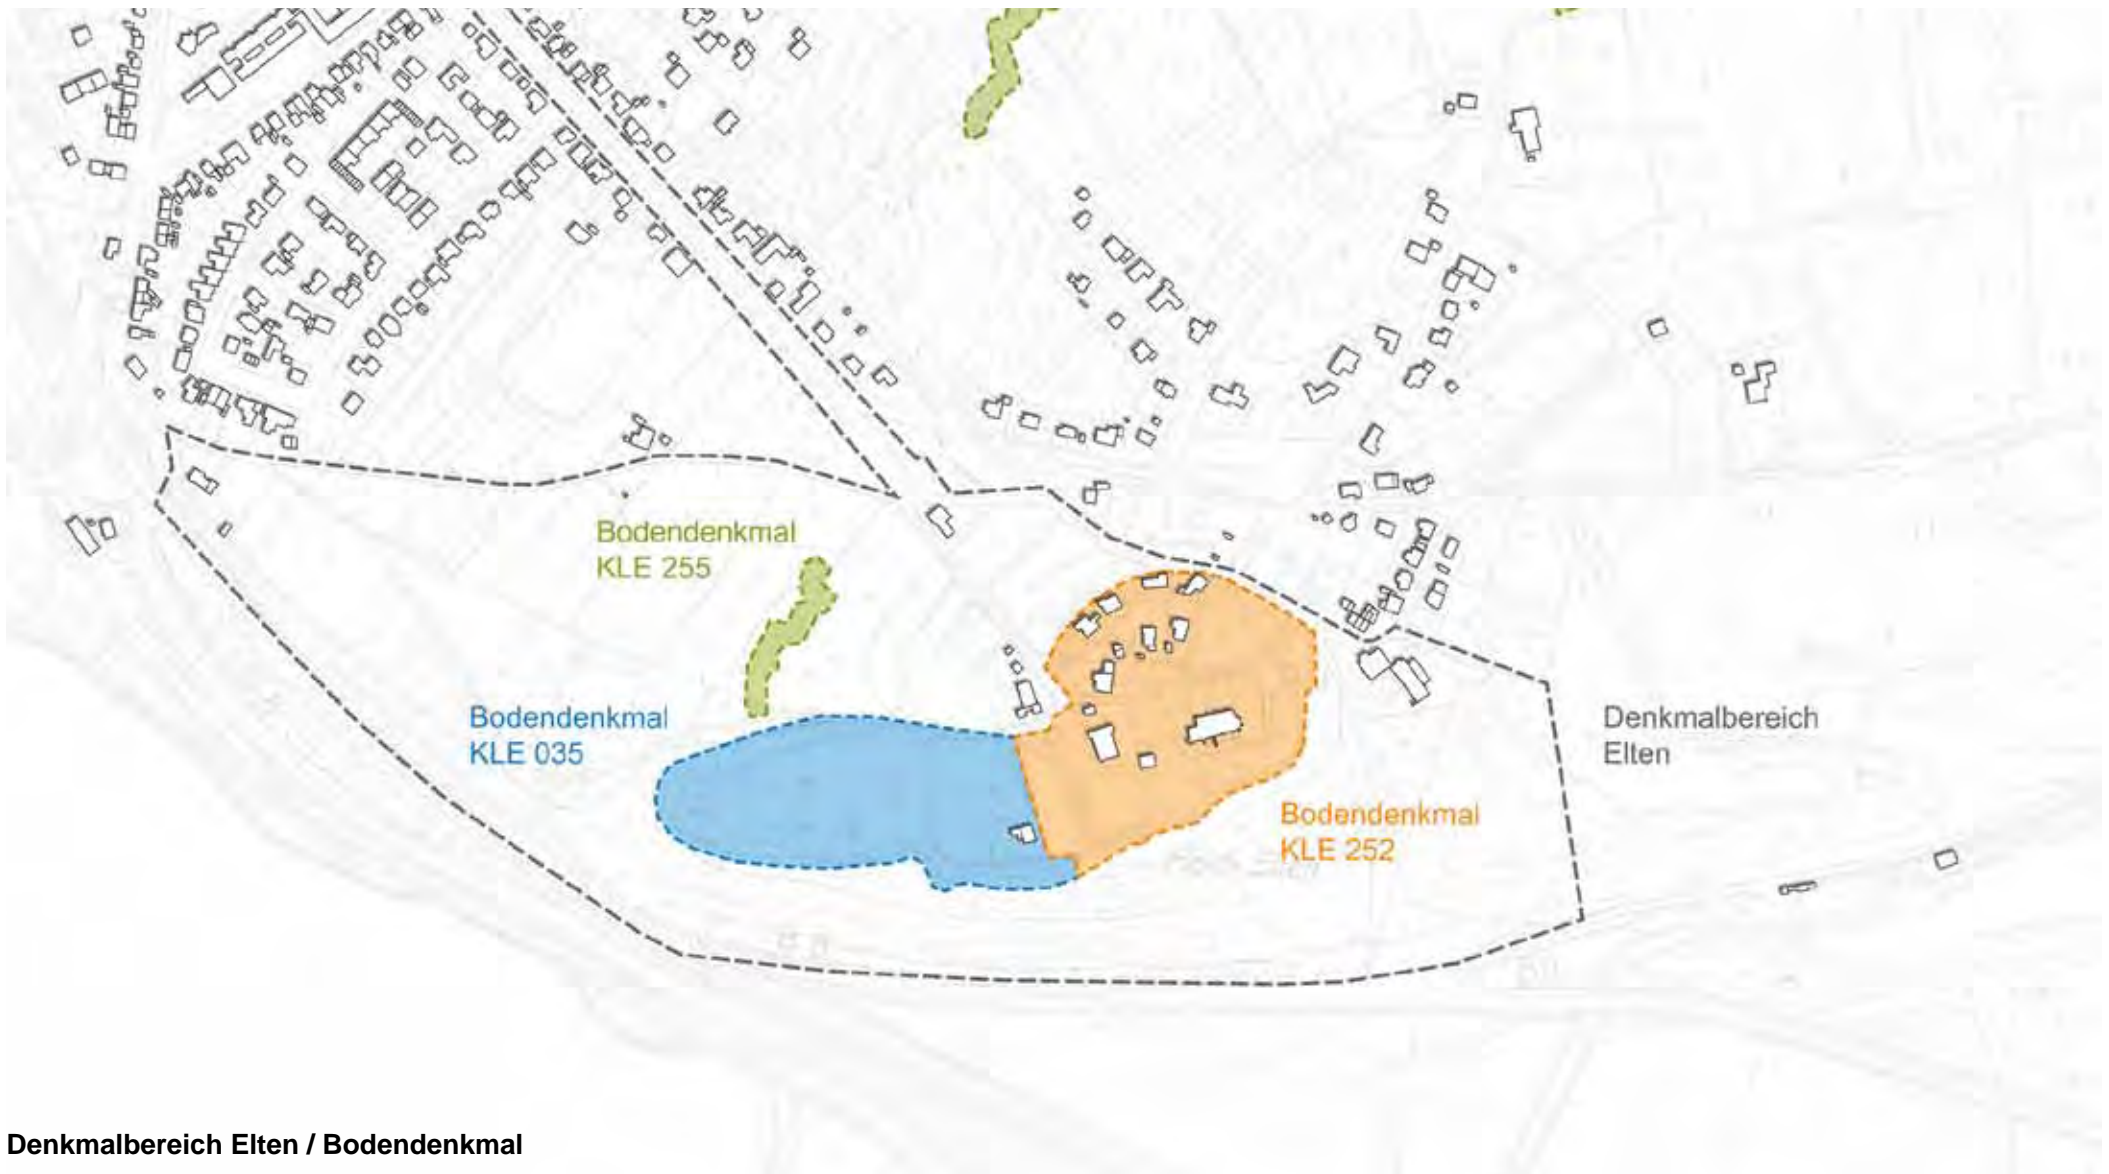 Bodendenkmal
KLE 255
Bodendenkmal
KLE 035
Denkmalbereich
Elten
Bodendenkmal
KLE 252
Denkmalbereich Elten / Bodendenkmal